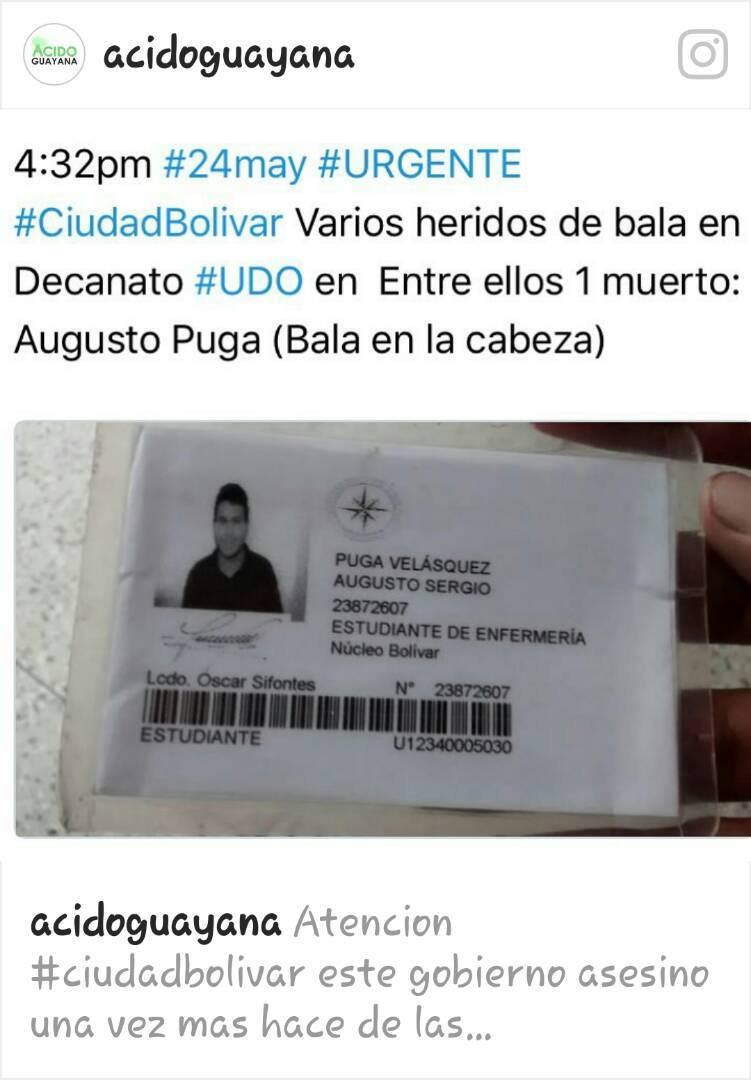 ACIDO
GUAYANA
acidoguayana
4:32pm #24may #URGENTE
#CiudadBolivar Varios heridos de bala en
Decanato #UDO en Entre ellos 1 muerto:
Augusto Puga (Bala en la cabeza)
PUGA VELÁSQUEZ
AUGUSTO SERGIO
23872607
ESTUDIANTE DE ENFERMERÍA
Núcleo Bolívar
Lcdo. Oscar Sifontes
N° 23872607
ESTUDIANTE
U12340005030
acidoguayana Atencion
#ciudadbolivar este gobierno asesino
una vez mas hace de las...